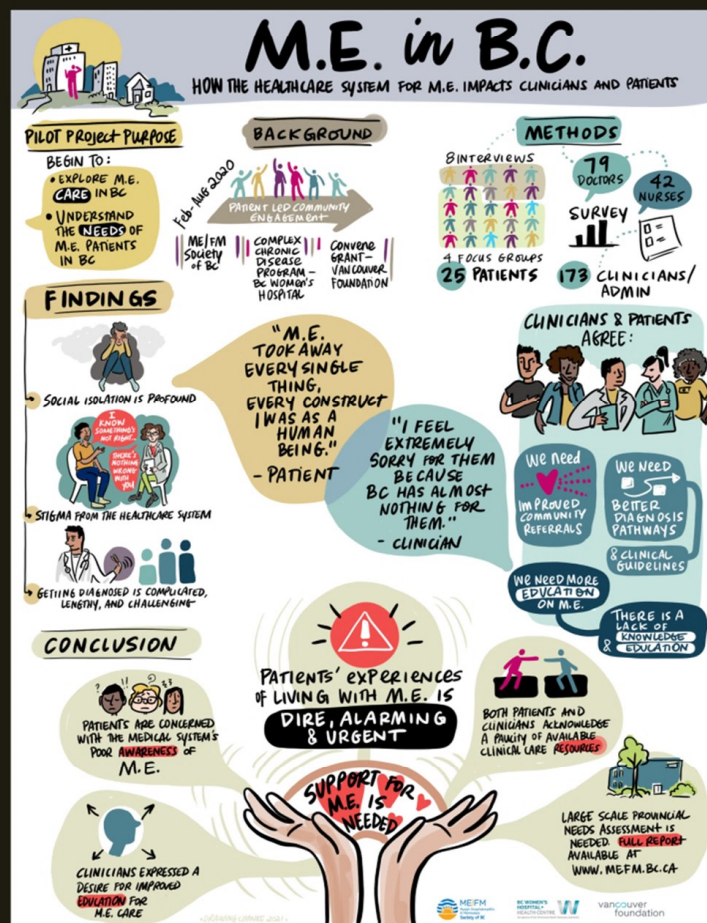 M.E. in B.C.
HOW THE HEALTHCARE SYSTEM FOR M.E. IMPACTS CLINICIANS AND PATIENTS
PILOT PROJECT PURPOSE
BEGIN TO:
• EXPLORE M.E.
CARE IN BC
• UNDERSTAND
THE NEEDS OF
M.E. PATIENTS
IN BC
BACKGROUND
Feb-AUG 2020
PATIENT LED COMMUNITY
ENGAGEMENT
ME/FM
Society
of BC
COMPLEX
CHRONIC
DISEASE
PROGRAM –
BC WOMEN'S
HOSPITAL
CONVENE
GRANT–
VANCOUVER
FOUNDATION
METHODS
8 INTERVIEWS
4 FOCUS GROUPS
25 PATIENTS
79
DOCTORS
42
NURSES
SURVEY
173 CLINICIANS/
ADMIN
FINDINGS
SOCIAL ISOLATION IS PROFOUND
I
KNOW
SOMETHING'S
NOT RIGHT...
THERE'S
NOTHING
WRONG
WITH
YOU
STIGMA FROM THE HEALTHCARE SYSTEM
GETTING DIAGNOSED IS COMPLICATED,
LENGTHY, AND CHALLENGING
"M.E.
TOOK AWAY
EVERY SINGLE
THING,
EVERY CONSTRUCT
I WAS AS A
HUMAN
BEING."
- PATIENT
"I FEEL
EXTREMELY
SORRY FOR THEM
BECAUSE
BC HAS ALMOST
NOTHING FOR
THEM."
- CLINICIAN
CLINICIANS & PATIENTS
AGREE:
We need
IMPROVED
COMMUNITY
REFERRALS
WE NEED
BETTER
DIAGNOSIS
PATHWAYS
& CLINICAL
GUIDELINES
WE NEED MORE
EDUCATION
ON M.E.
THERE IS A
LACK OF
KNOWLEDGE
& EDUCATION
CONCLUSION
PATIENTS ARE CONCERNED
WITH THE MEDICAL SYSTEM'S
POOR AWARENESS OF
M.E.
CLINICIANS EXPRESSED A
DESIRE FOR IMPROVED
EDUCATION FOR
M.E. CARE
PATIENTS' EXPERIENCES
OF LIVING WITH M.E. IS
DIRE, ALARMING
& URGENT
SUPPORT FOR
M.E. IS
NEEDED
BOTH PATIENTS AND
CLINICIANS ACKNOWLEDGE
A PAUCITY OF AVAILABLE
CLINICAL CARE RESOURCES
LARGE SCALE PROVINCIAL
NEEDS ASSESSMENT IS
NEEDED. FULL REPORT
AVAILABLE AT
WWW.MEFM.BC.CA
ME|FM
Society of BC
BC WOMEN'S
HOSPITAL+
HEALTH CENTRE
vancouver
foundation